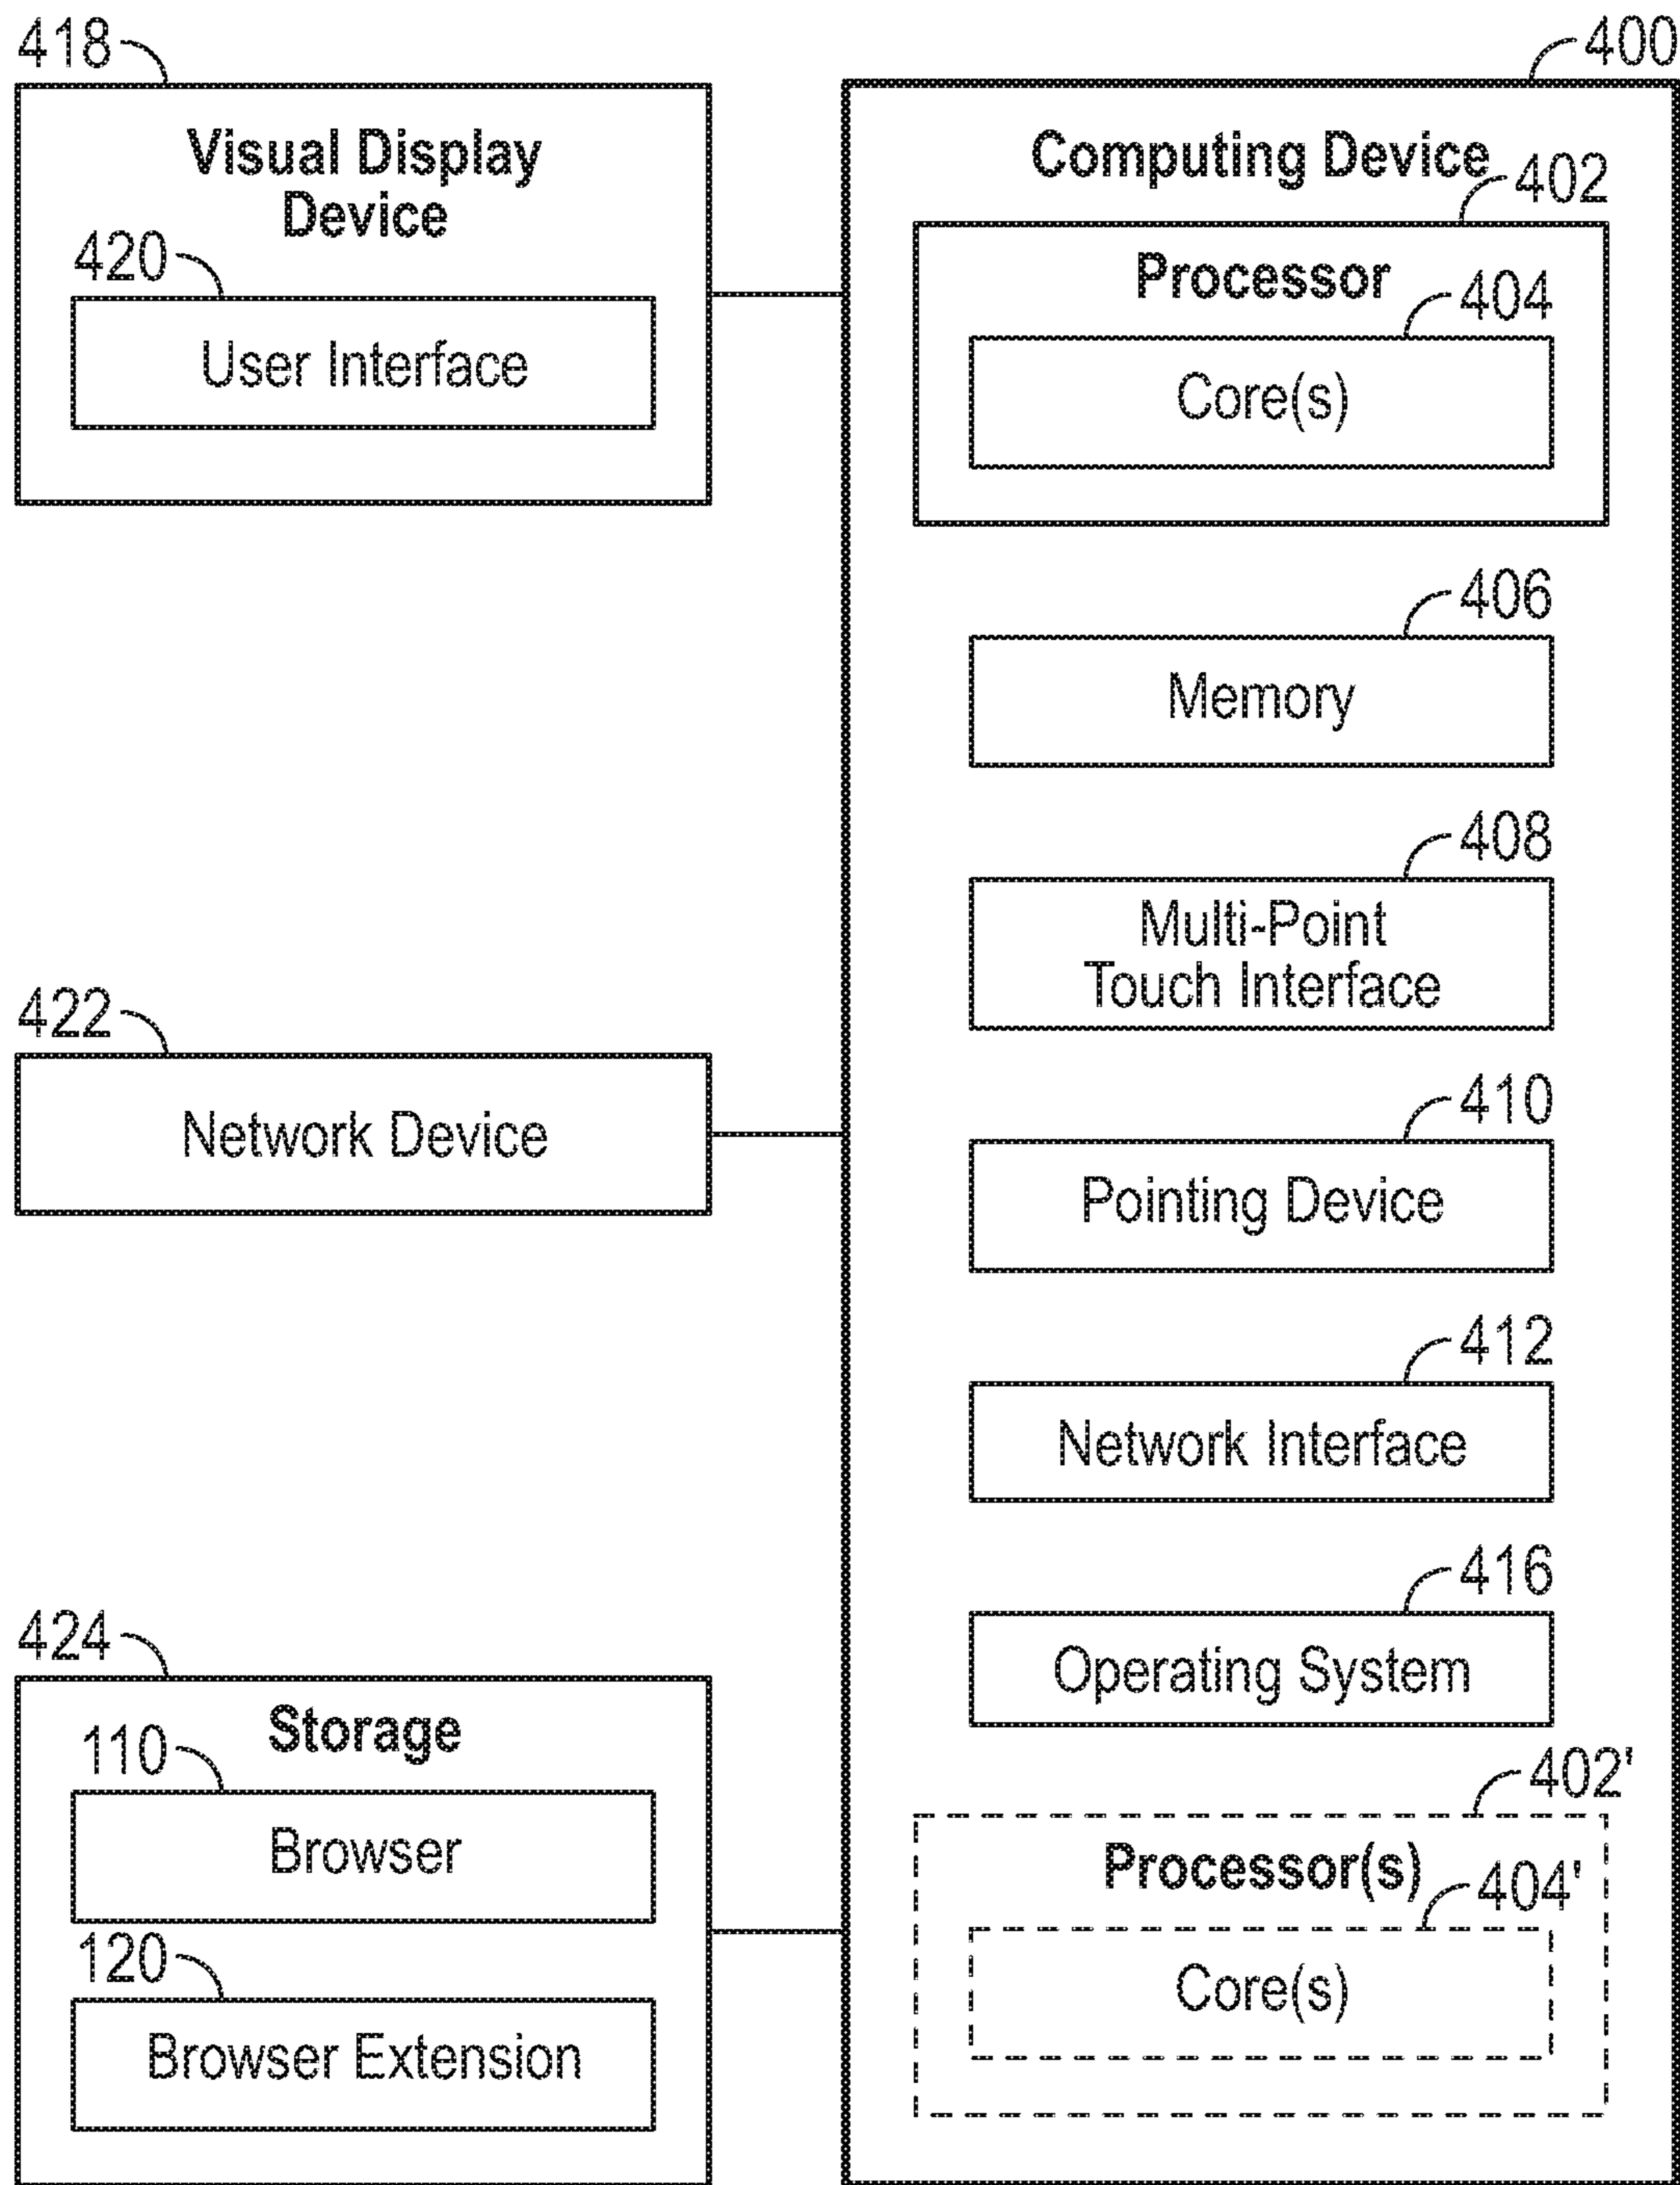 418
Visual Display
Device
420
User Interface
422
Network Device
424
Storage
110
Browser
120
Browser Extension
400
Computing Device
402
Processor
404
Core(s)
406
Memory
408
Multi-Point
Touch Interface
410
Pointing Device
412
Network Interface
416
Operating System
402'
Processor(s)
404'
Core(s)